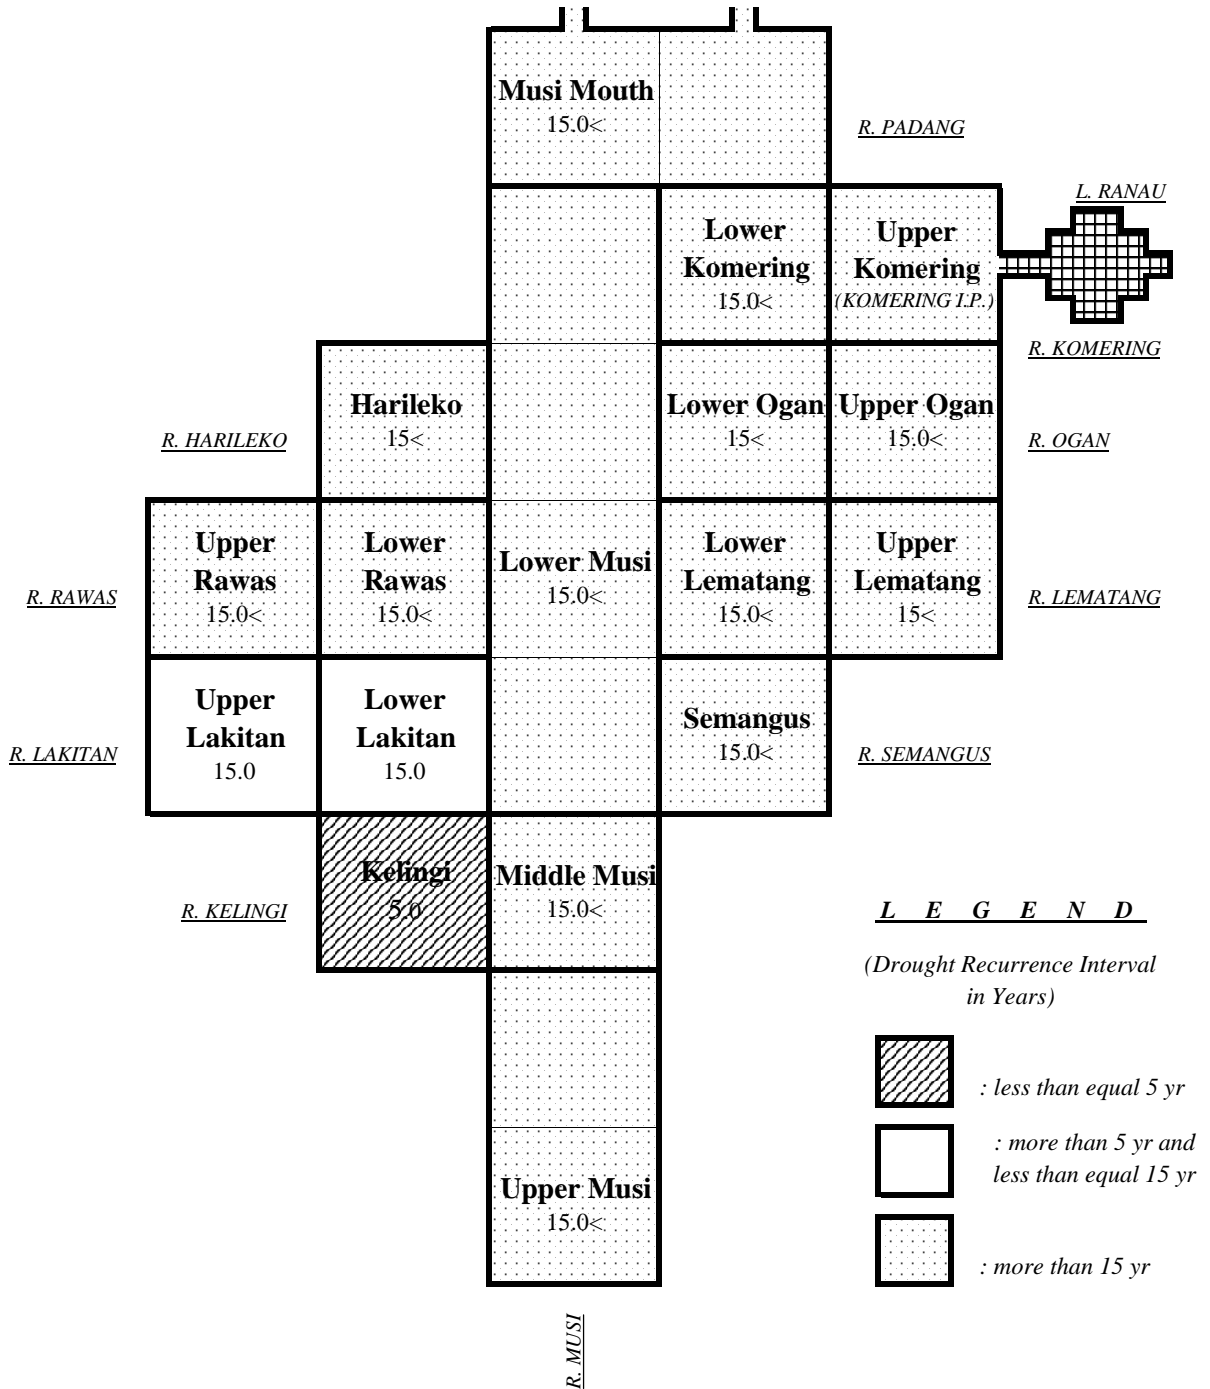 Musi Mouth
15.0<
R. PADANG
L. RANAU
Lower
Komering
15.0<
Upper
Komering
(KOMERING I.P.)
R. KOMERING
Harileko
15<
R. HARILEKO
Lower Ogan
15<
Upper Ogan
15.0<
R. OGAN
Upper
Rawas
15.0<
Lower
Rawas
15.0<
Lower Musi
15.0<
Lower
Lematang
15.0<
Upper
Lematang
15<
R. RAWAS
R. LEMATANG
Upper
Lakitan
15.0
Lower
Lakitan
15.0
Semangus
15.0<
R. LAKITAN
R. SEMANGUS
Kelingi
5.0
Middle Musi
15.0<
R. KELINGI
L E G E N D
(Drought Recurrence Interval
in Years)
: less than equal 5 yr
: more than 5 yr and
less than equal 15 yr
: more than 15 yr
Upper Musi
15.0<
R. MUSI